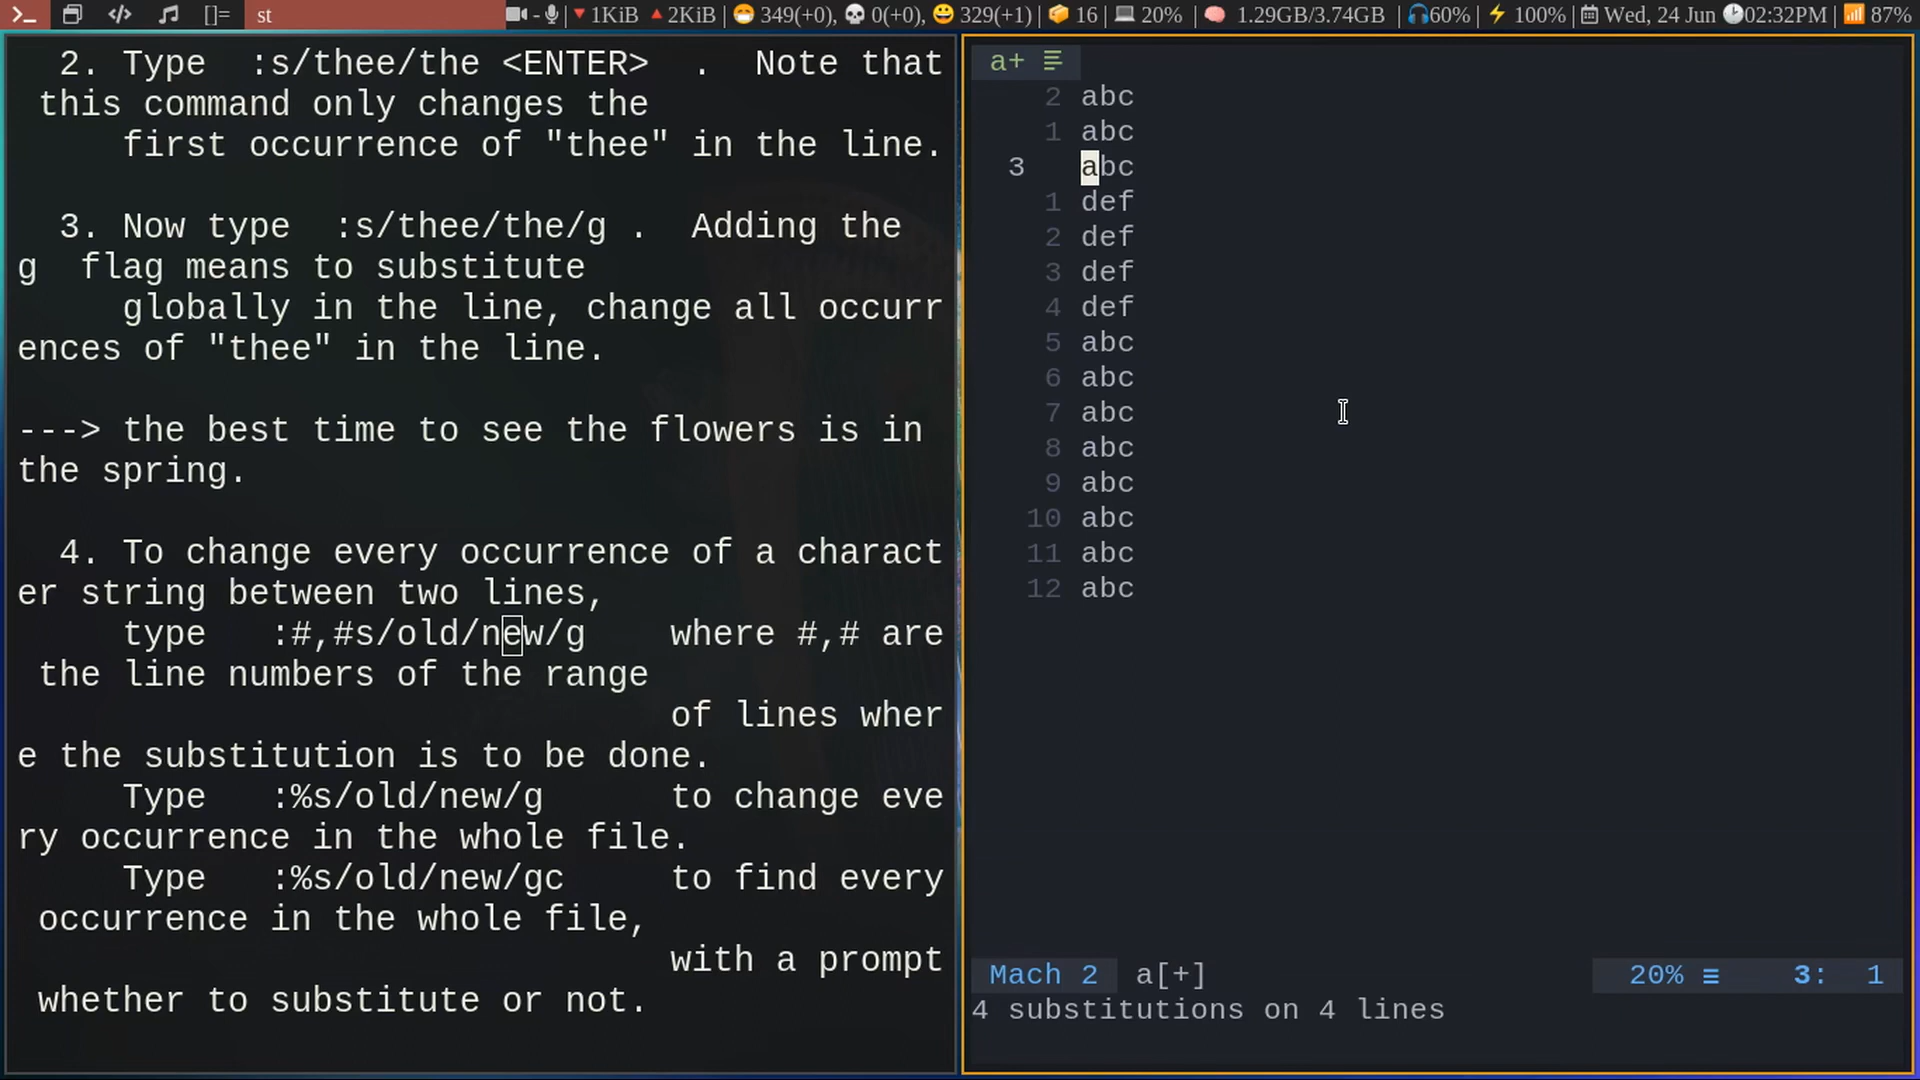 []= st - | 1KiB 2KiB | 349(+0), 0(+0), 329(+1) | 16 | 20% | 1.29GB/3.74GB | 60% | 100% | Wed, 24 Jun 02:32PM | 87%
2. Type :s/thee/the <ENTER> . Note that
this command only changes the
first occurrence of "thee" in the line.
3. Now type :s/thee/the/g . Adding the
g flag means to substitute
globally in the line, change all occurr
ences of "thee" in the line.
---> the best time to see the flowers is in
the spring.
4. To change every occurrence of a charact
er string between two lines,
type :#,#s/old/new/g where #,# are
the line numbers of the range
of lines wher
e the substitution is to be done.
Type :%s/old/new/g to change eve
ry occurrence in the whole file.
Type :%s/old/new/gc to find every
occurrence in the whole file,
with a prompt
whether to substitute or not.
a+
2 abc
1 abc
3 abc
1 def
2 def
3 def
4 def
5 abc
6 abc
7 abc
8 abc
9 abc
10 abc
11 abc
12 abc
Mach 2 a[+] 20% 3: 1
4 substitutions on 4 lines